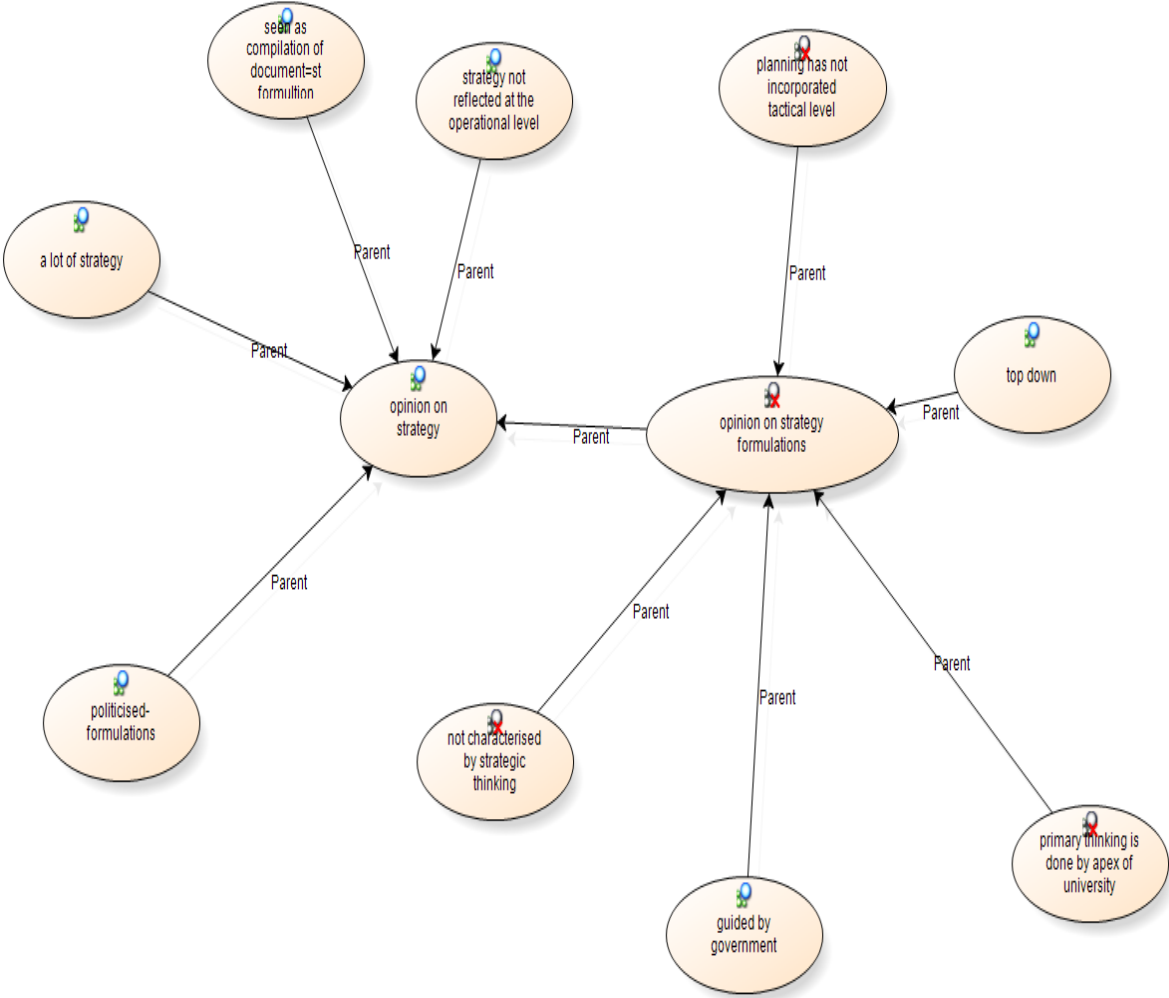 seen as
compilation of
document=st
formultion
strategy not
reflected at the
operational level
planning has not
incorporated
tactical level
a lot of strategy
Parent
Parent
Parent
Parent
top down
opinion on
strategy
opinion on strategy
formulations
Parent
Parent
Parent
Parent
Parent
Parent
politicised-
formulations
not characterised
by strategic
thinking
primary thinking is
done by apex of
university
guided by
government